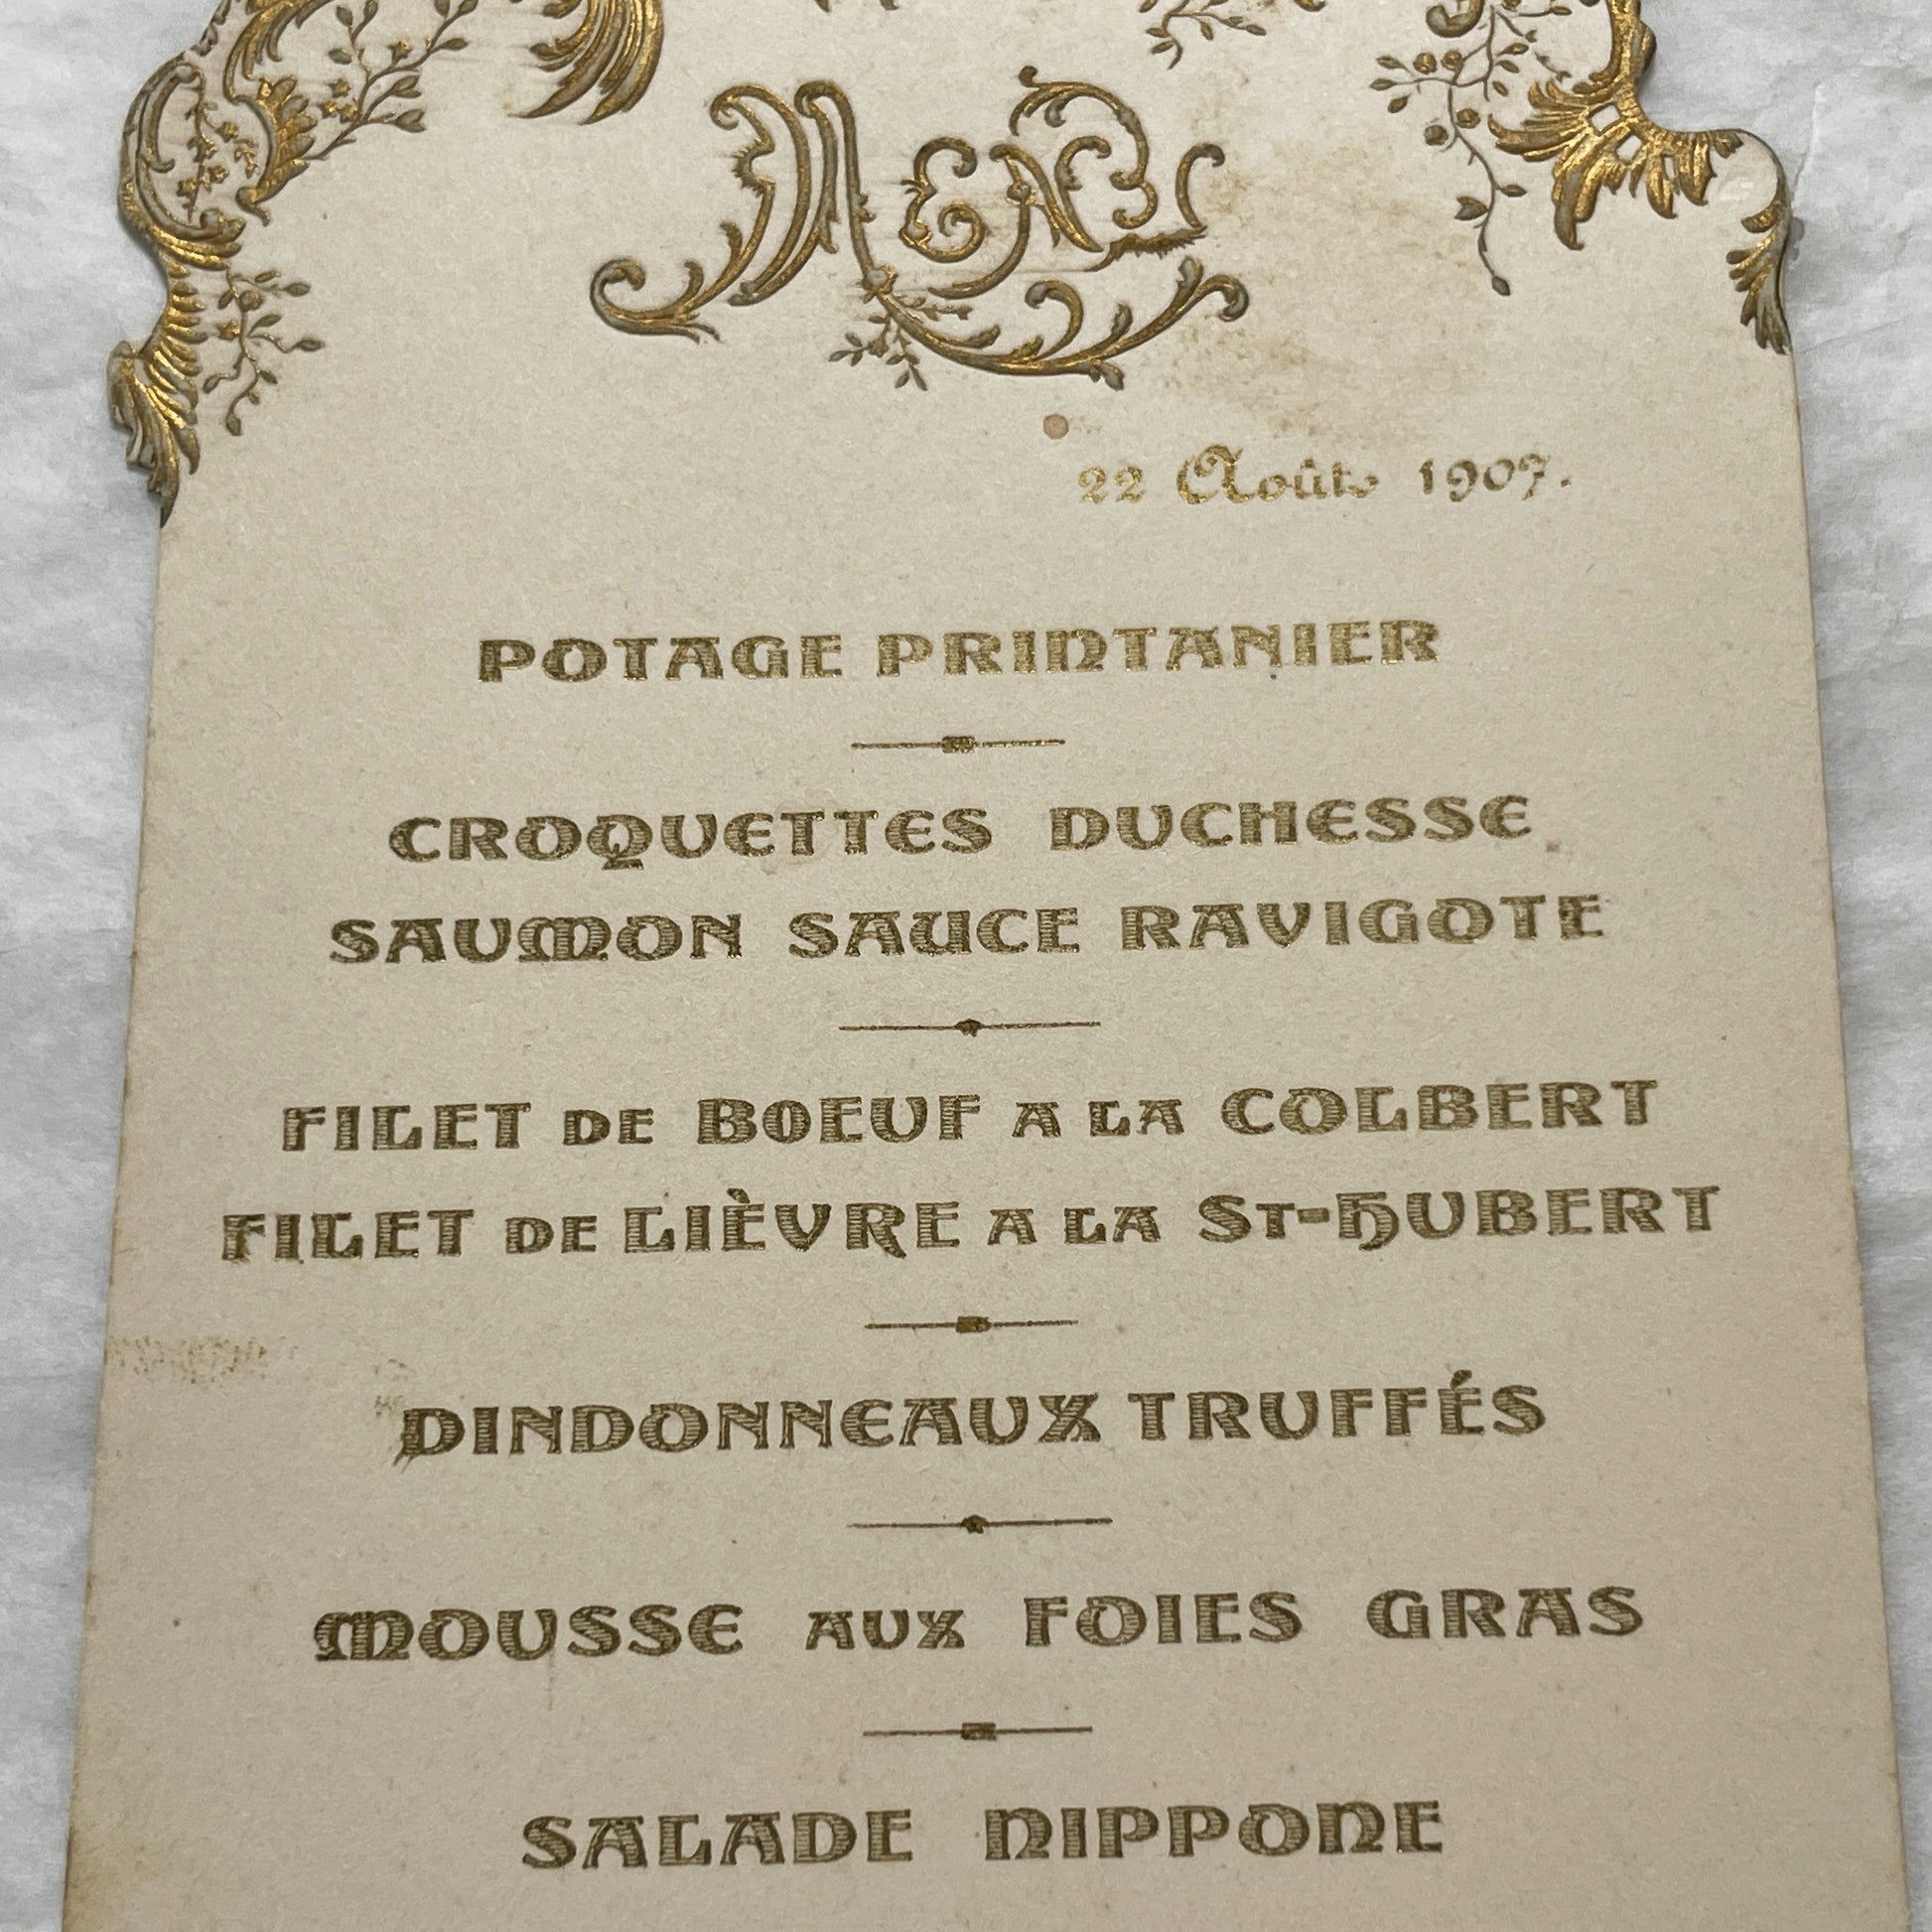 MENU
22 Août 1907.
POTAGE PRINTANIER
CROQUETTES DUCHESSE
SAUMON SAUCE RAVIGOTE
FILET DE BOEUF A LA COLBERT
FILET DE LIÈVRE A LA ST-HUBERT
DINDONNEAUX TRUFFÉS
MOUSSE AUX FOIES GRAS
SALADE NIPPONE